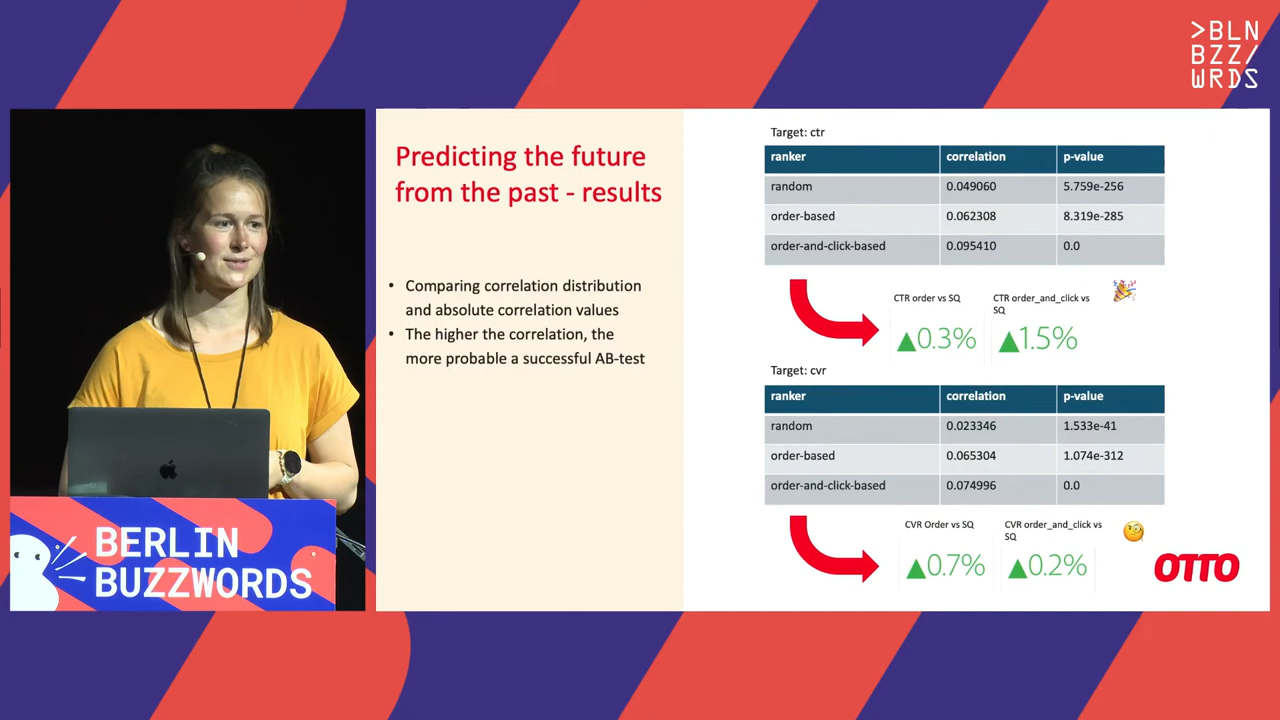 >BLN
BZZ/
WRDS
Predicting the future
from the past - results
• Comparing correlation distribution
and absolute correlation values
• The higher the correlation, the
more probable a successful AB-test
Target: ctr
ranker correlation p-value
random 0.049060 5.759e-256
order-based 0.062308 8.319e-285
order-and-click-based 0.095410 0.0
CTR order vs SQ
▲0.3%
CTR order_and_click vs
SQ
▲1.5%
Target: cvr
ranker correlation p-value
random 0.023346 1.533e-41
order-based 0.065304 1.074e-312
order-and-click-based 0.074996 0.0
CVR Order vs SQ
▲0.7%
CVR order_and_click vs
SQ
▲0.2%
OTTO
BERLIN
BUZZWORDS